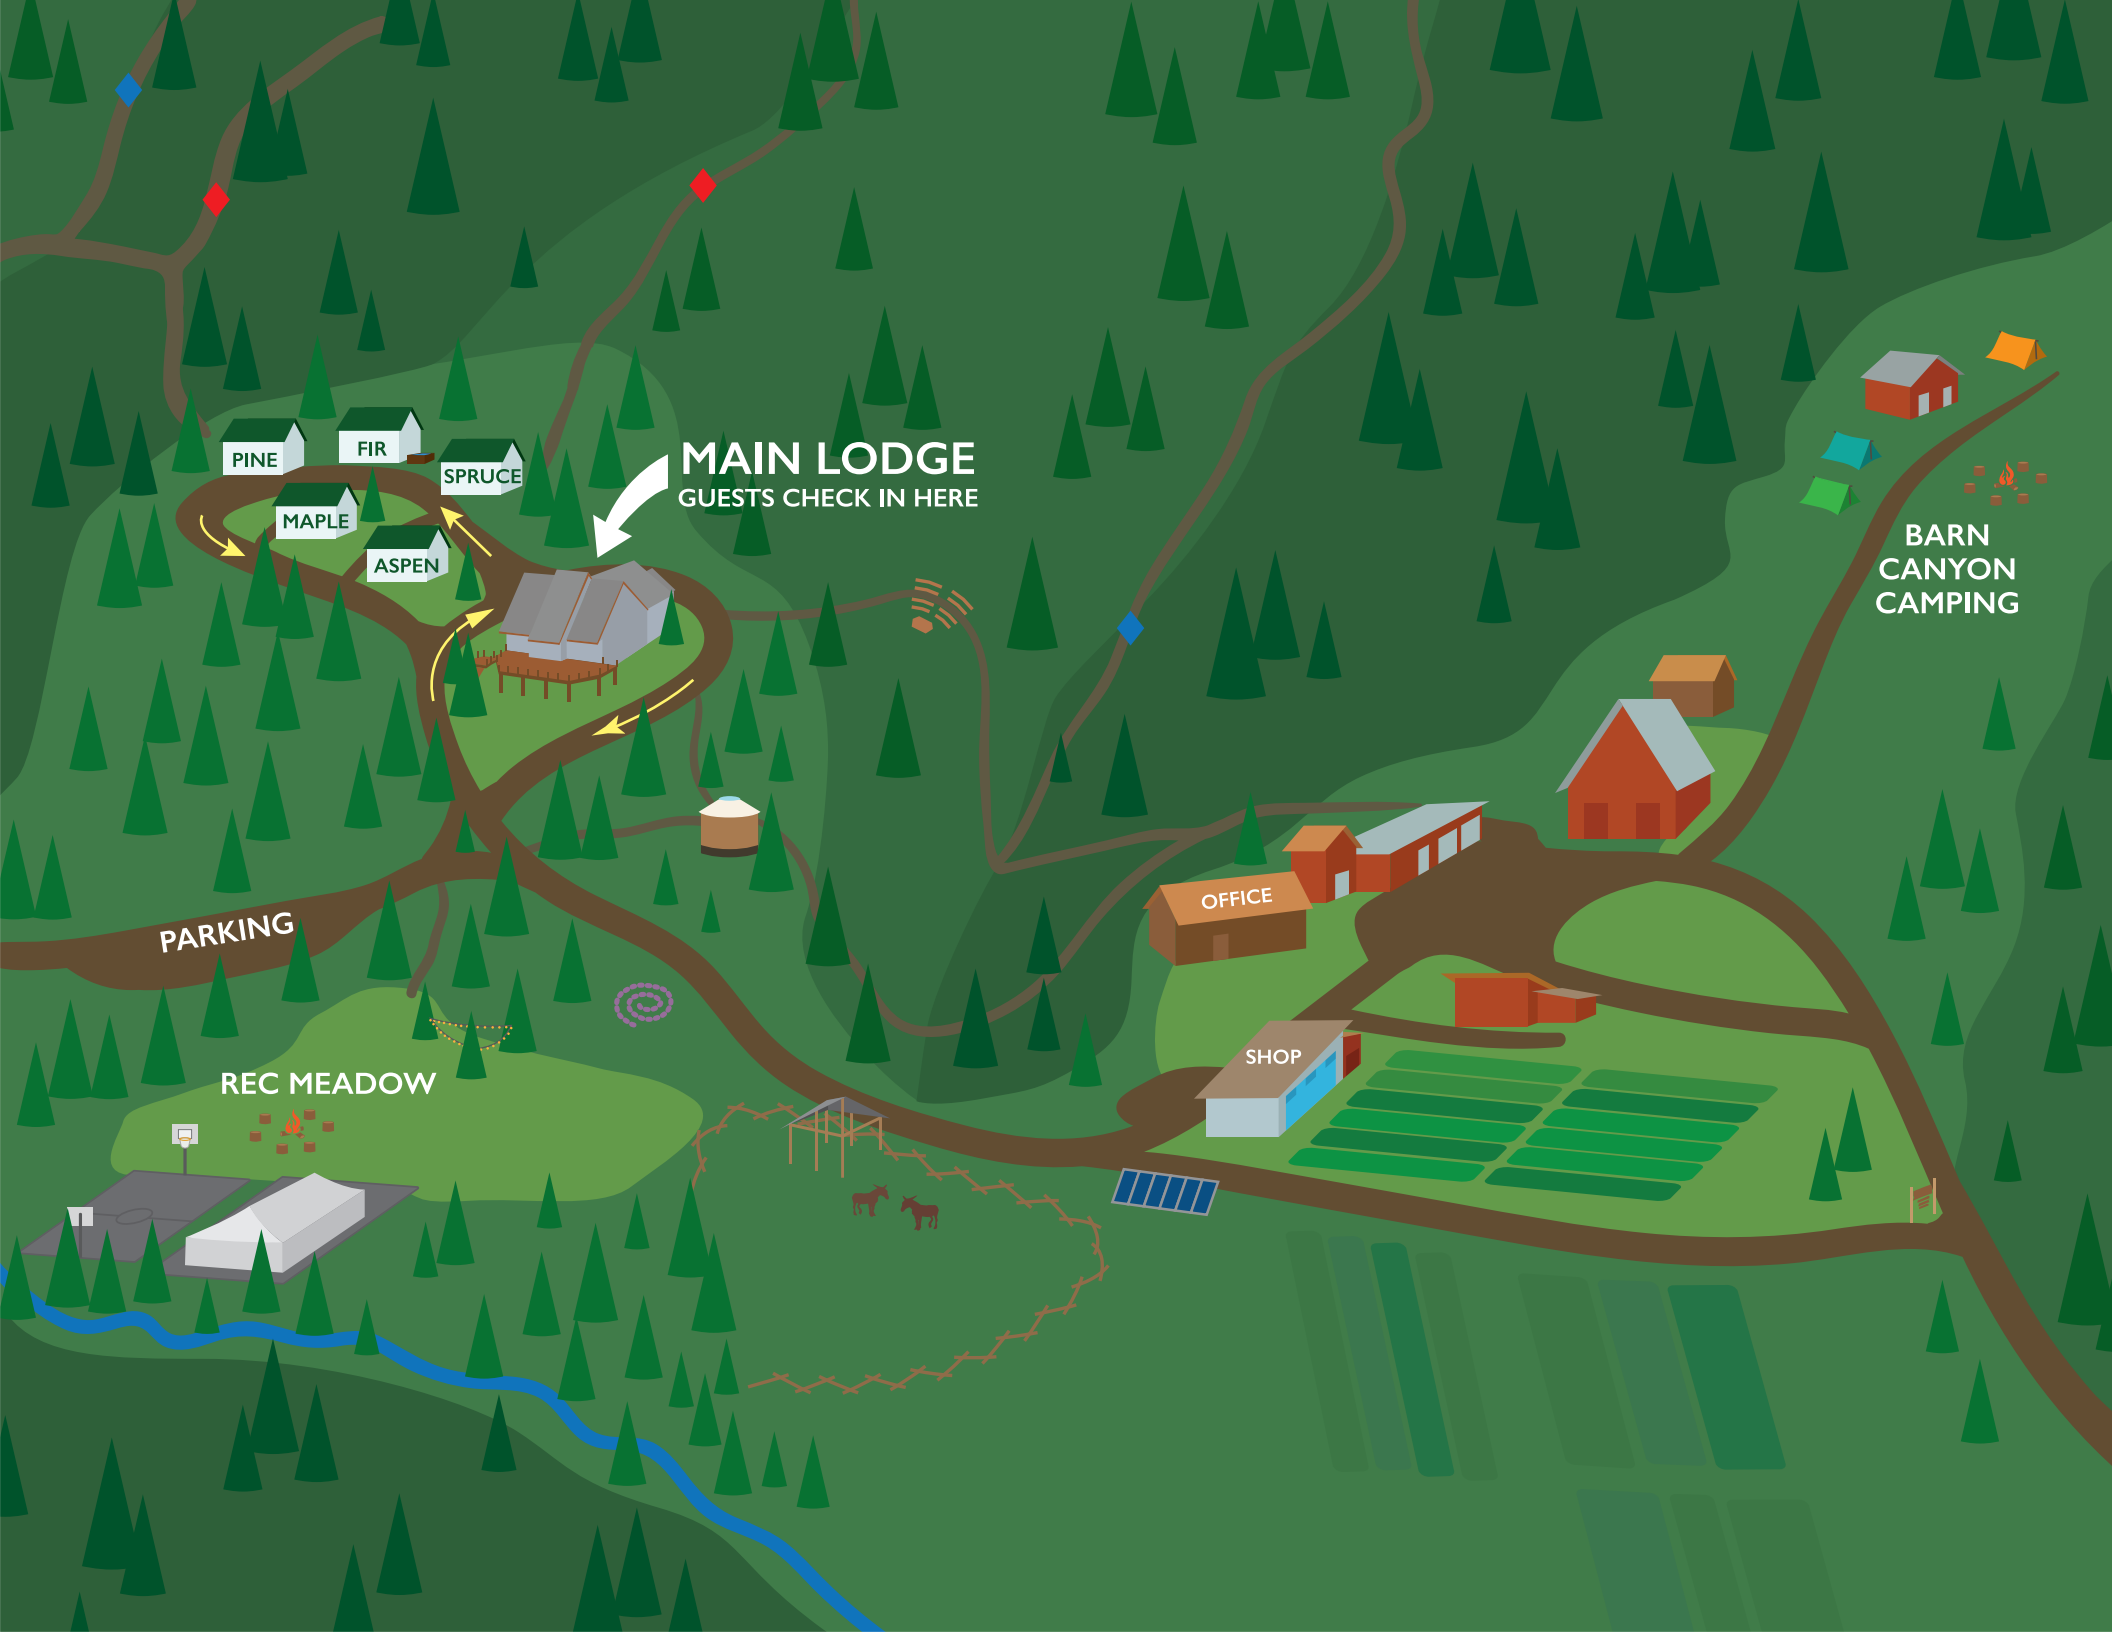 MAIN LODGE
GUESTS CHECK IN HERE
PINE
FIR
SPRUCE
MAPLE
ASPEN
BARN
CANYON
CAMPING
OFFICE
PARKING
SHOP
REC MEADOW